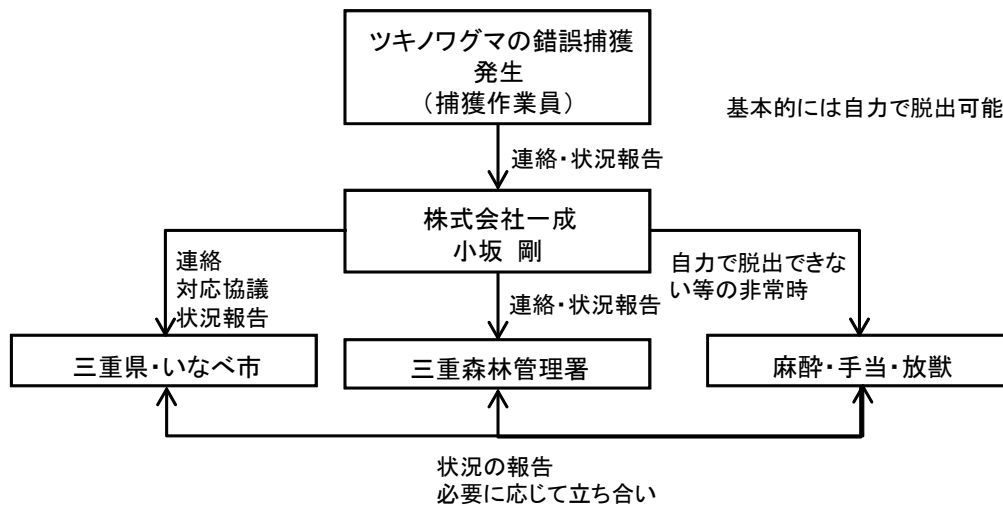 ツキノワグマの錯誤捕獲
発生
（捕獲作業員）
基本的には自力で脱出可能
連絡・状況報告
株式会社一成
小坂　剛
連絡
対応協議
状況報告
連絡・状況報告
自力で脱出できな
い等の非常時
三重県・いなべ市
三重森林管理署
麻酔・手当・放獣
状況の報告
必要に応じて立ち合い